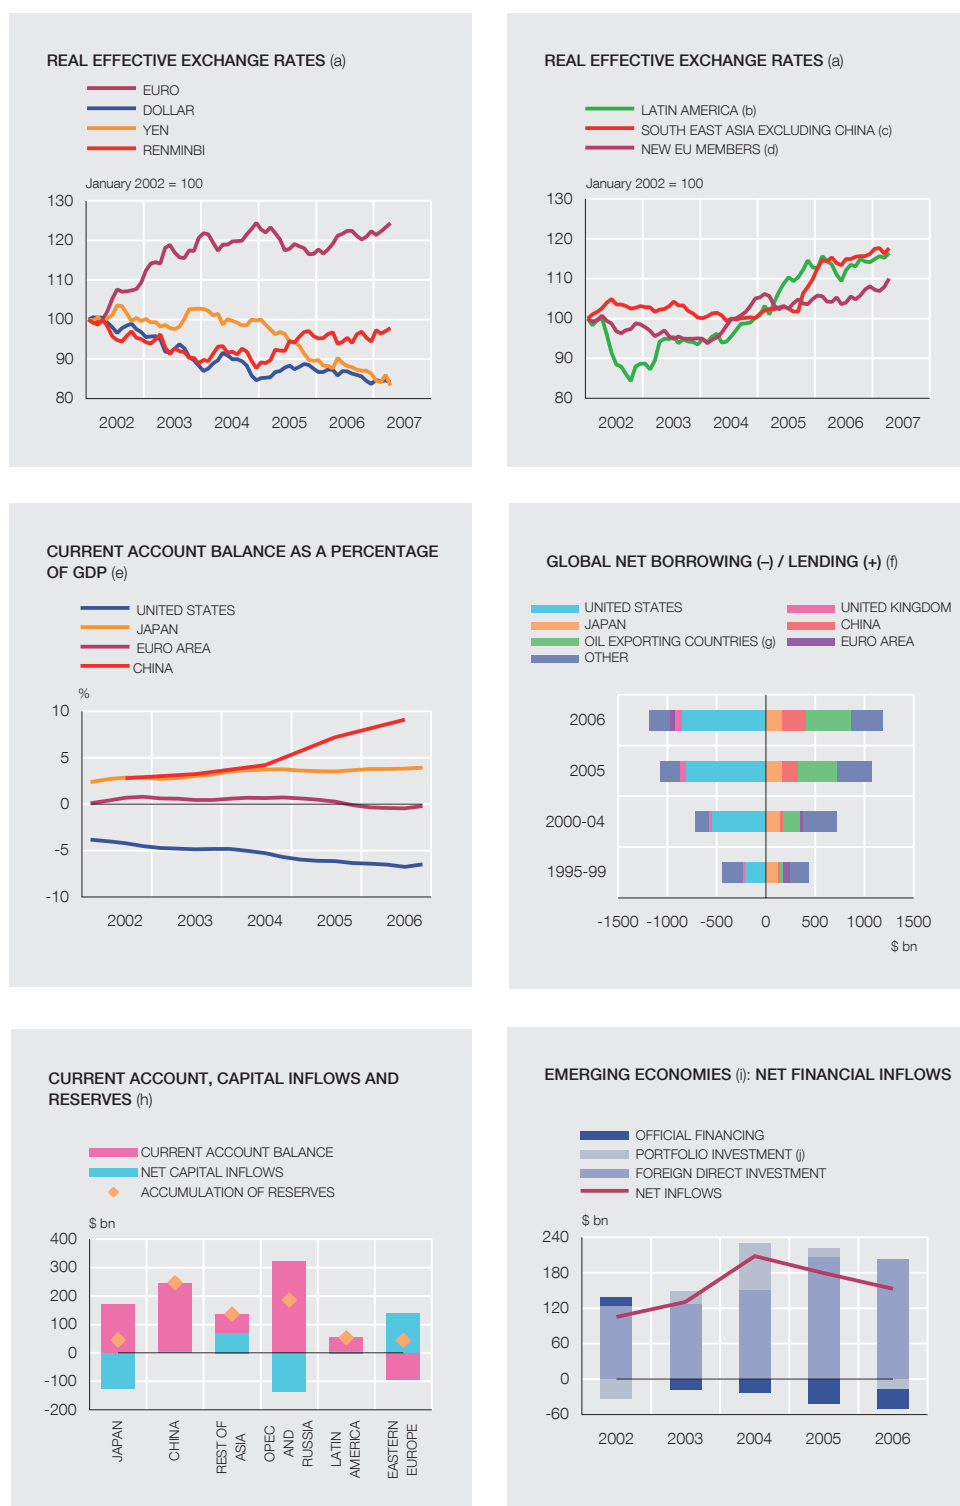 REAL EFFECTIVE EXCHANGE RATES (a)
EURO
DOLLAR
YEN
RENMINBI
January 2002 = 100
130
120
110
100
90
80
2002 2003 2004 2005 2006 2007
REAL EFFECTIVE EXCHANGE RATES (a)
LATIN AMERICA (b)
SOUTH EAST ASIA EXCLUDING CHINA (c)
NEW EU MEMBERS (d)
January 2002 = 100
130
120
110
100
90
80
2002 2003 2004 2005 2006 2007
CURRENT ACCOUNT BALANCE AS A PERCENTAGE
OF GDP (e)
UNITED STATES
JAPAN
EURO AREA
CHINA
%
10
5
0
-5
-10
2002 2003 2004 2005 2006
GLOBAL NET BORROWING (–) / LENDING (+) (f)
UNITED STATES UNITED KINGDOM
JAPAN CHINA
OIL EXPORTING COUNTRIES (g) EURO AREA
OTHER
2006
2005
2000-04
1995-99
-1500 -1000 -500 0 500 1000 1500
$ bn
CURRENT ACCOUNT, CAPITAL INFLOWS AND
RESERVES (h)
CURRENT ACCOUNT BALANCE
NET CAPITAL INFLOWS
ACCUMULATION OF RESERVES
$ bn
400
300
200
100
0
-100
-200
JAPAN
CHINA
REST OF
ASIA
OPEC
AND
RUSSIA
LATIN
AMERICA
EASTERN
EUROPE
EMERGING ECONOMIES (i): NET FINANCIAL INFLOWS
OFFICIAL FINANCING
PORTFOLIO INVESTMENT (j)
FOREIGN DIRECT INVESTMENT
NET INFLOWS
$ bn
240
180
120
60
0
-60
2002 2003 2004 2005 2006